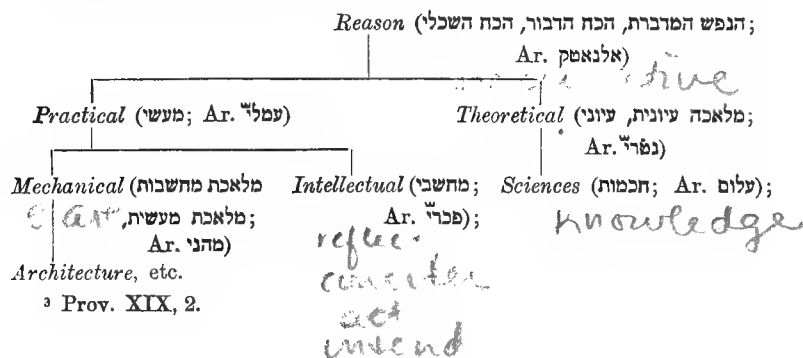 Reason (הנפש המדברת, הכח הדבור, הכח השכלי;
Ar. אלנאטק)
Practical (מעשי; Ar. עמלי)
Theoretical (מלאכה עיונית, עיוני;
Ar. נט̇רי)
Mechanical (מלאכת מחשבות
מלאכת מעשית;
Ar. מהני)
Intellectual (מחשבי;
Ar. פכרי);
Sciences (חכמות; Ar. עלום);
knowledge
act
intend
Architecture, etc.
³ Prov. XIX, 2.